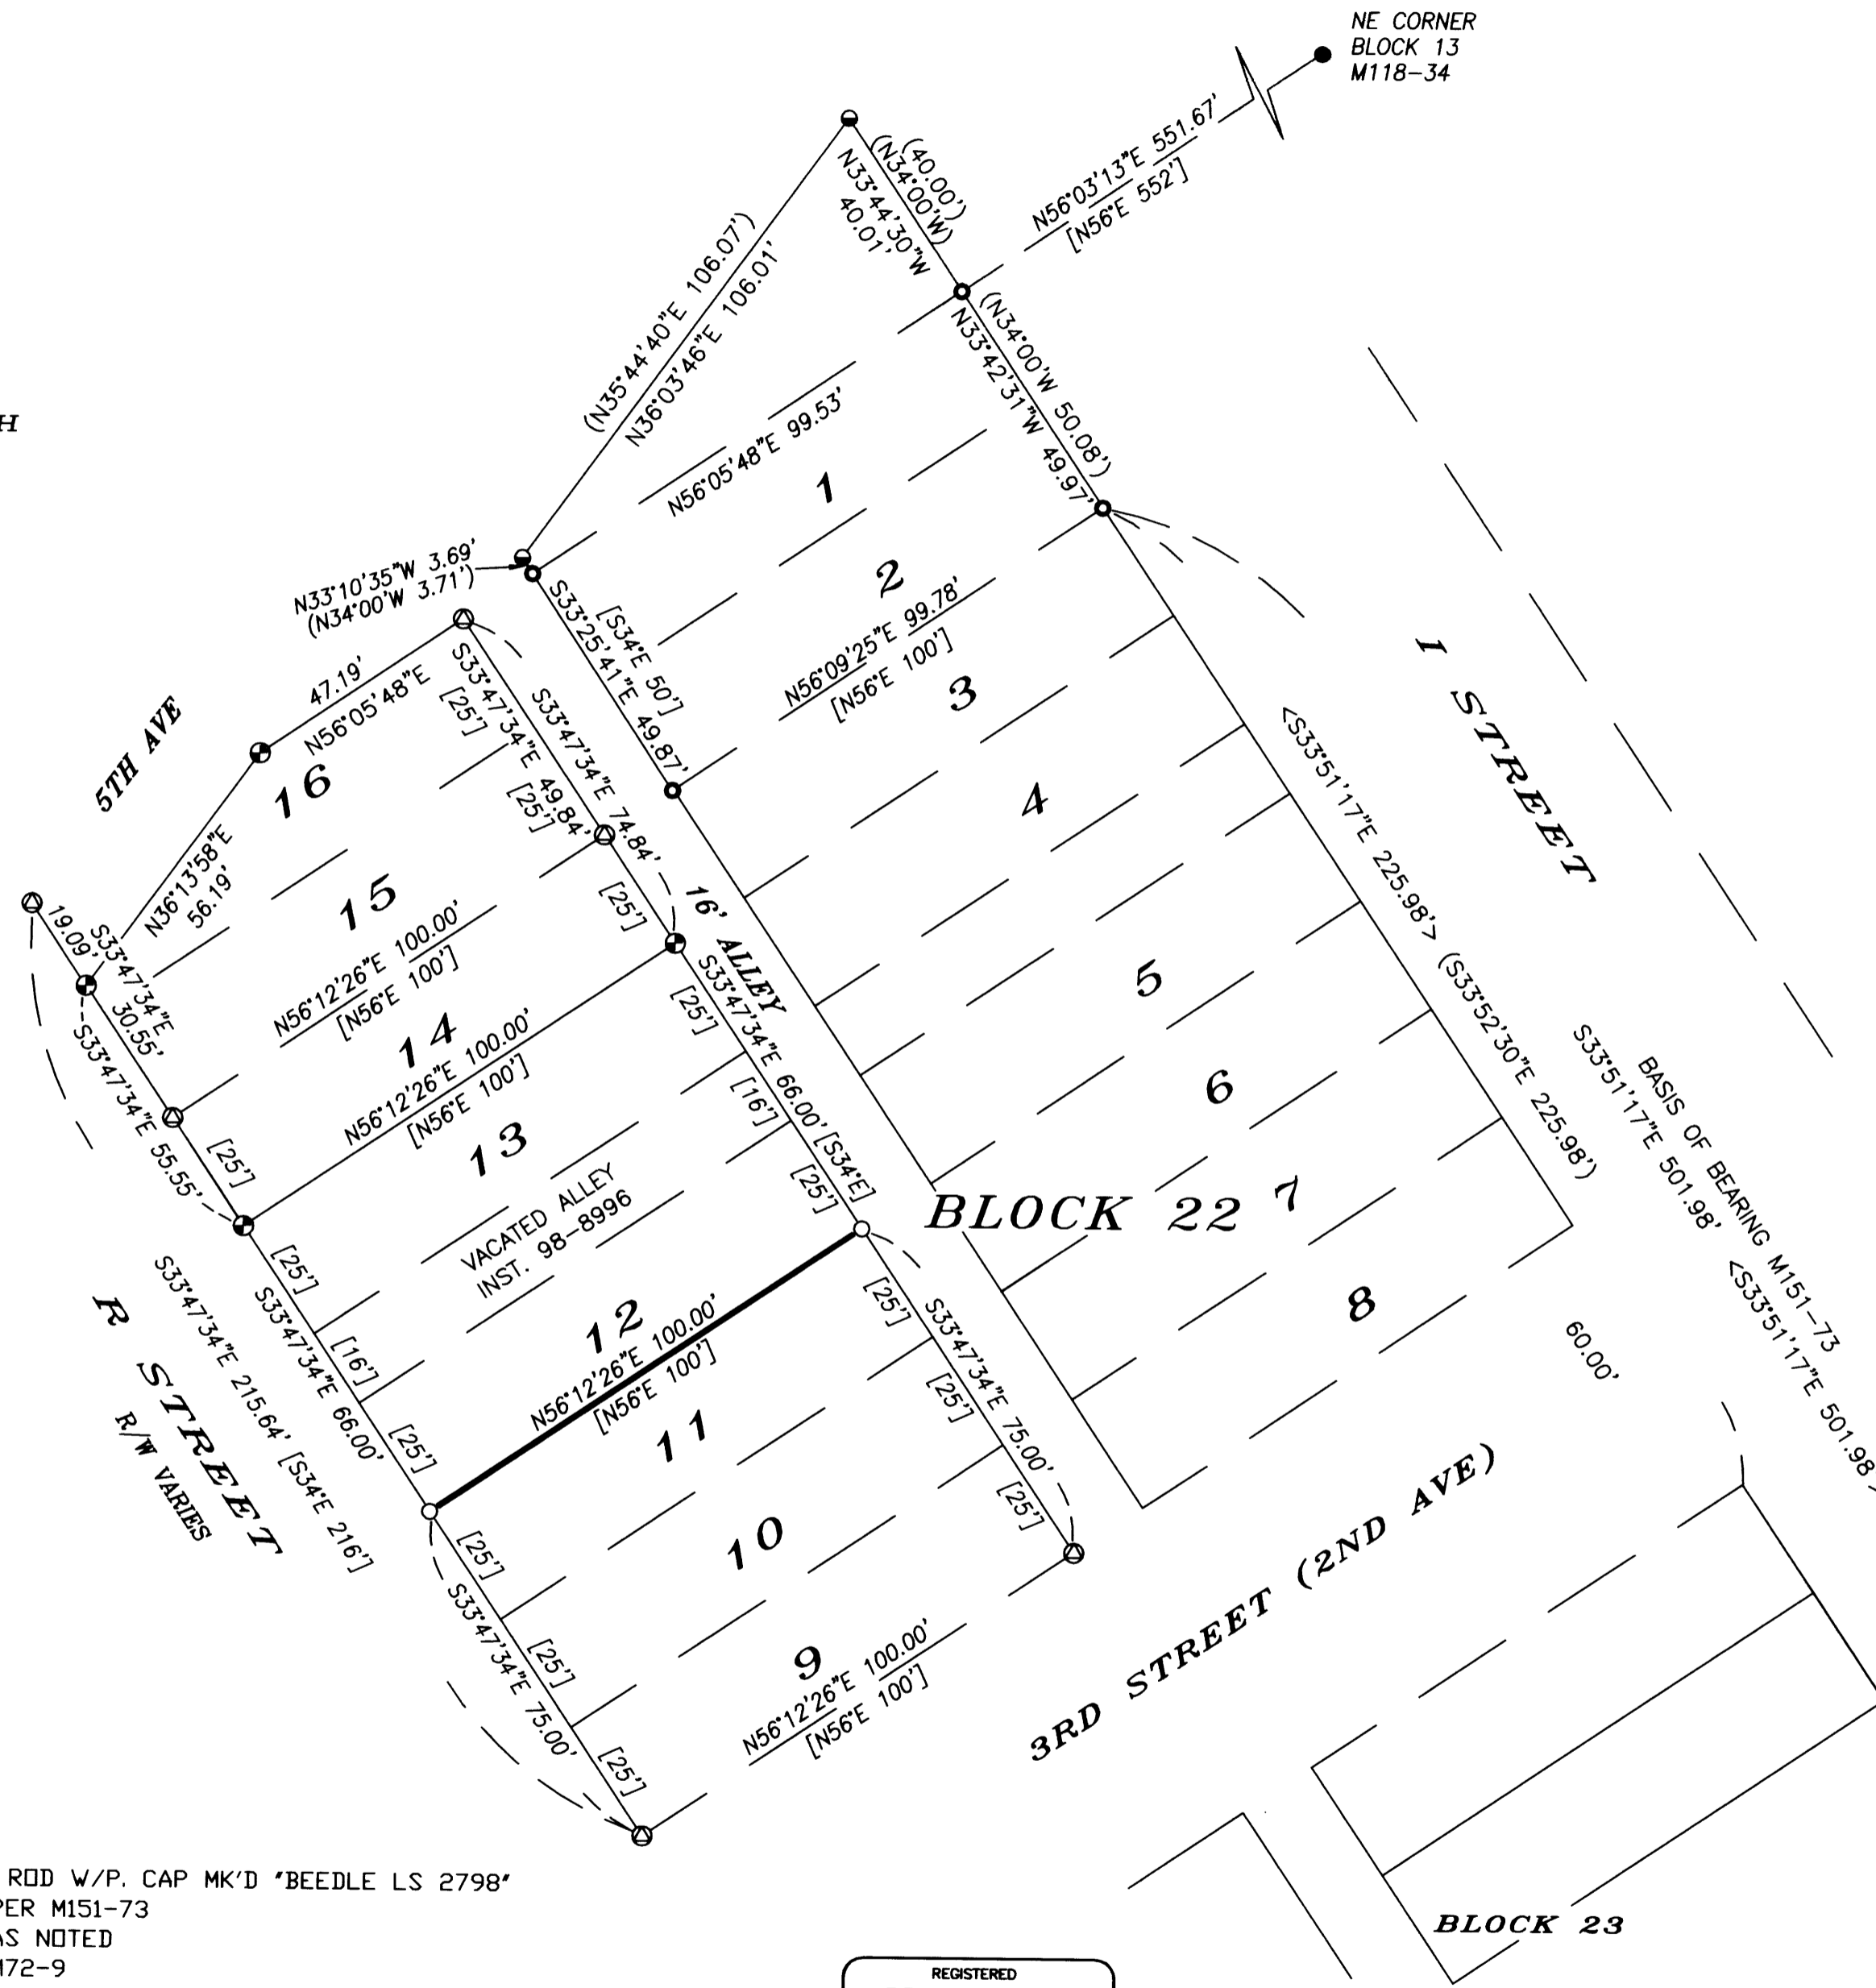 NE CORNER
BLOCK 13
M118-34
N56°03'13"E 551.67'
[N56°E 552']
(40.00')
(N34°00'W)
N33°44'30"W
40.01'
(N35°44'40"E 106.07')
N36°03'46"E 106.01'
(N34°00'W 50.08')
N33°42'31"W 49.97'
H
N56°05'48"E 99.53'
1
N33°10'35"W 3.69'
(N34°00'W 3.71')
[S34°E 50']
S33°25'41"E 49.87'
2
N56°09'25"E 99.78'
[N56°E 100']
3
I STREET
47.19'
N56°05'48"E
S33°47'34"E 49.84'
[25']
[25']
S33°47'34"E 74.84'
[25']
5TH AVE
16
4
<S33°51'17"E 225.98'>
(S33°52'30"E 225.98')
N36°13'58"E
56.19'
15
16' ALLEY
19.09'
S33°47'34"E
30.55'
N56°12'26"E 100.00'
[N56°E 100']
5
S33°47'34"E 55.55'
14
N56°12'26"E 100.00'
[N56°E 100']
S33°47'34"E 66.00' [S34°E]
[25']
[16']
[25']
6
BASIS OF BEARING M151-73
S33°51'17"E 501.98'
<S33°51'17"E 501.98'
[25']
13
VACATED ALLEY
INST. 98-8996
BLOCK 22
7
[25']
[16']
[25']
S33°47'34"E 66.00'
S33°47'34"E 215.64' [S34°E 216']
R STREET
R/W VARIES
12
N56°12'26"E 100.00'
[N56°E 100']
[25']
[25']
[25']
S33°47'34"E 75.00'
8
60.00'
11
[25']
[25']
[25']
S33°47'34"E 75.00'
10
9
N56°12'26"E 100.00'
[N56°E 100']
3RD STREET (2ND AVE)
ROD W/P. CAP MK'D "BEEDLE LS 2798"
PER M151-73
AS NOTED
M72-9
BLOCK 23
REGISTERED